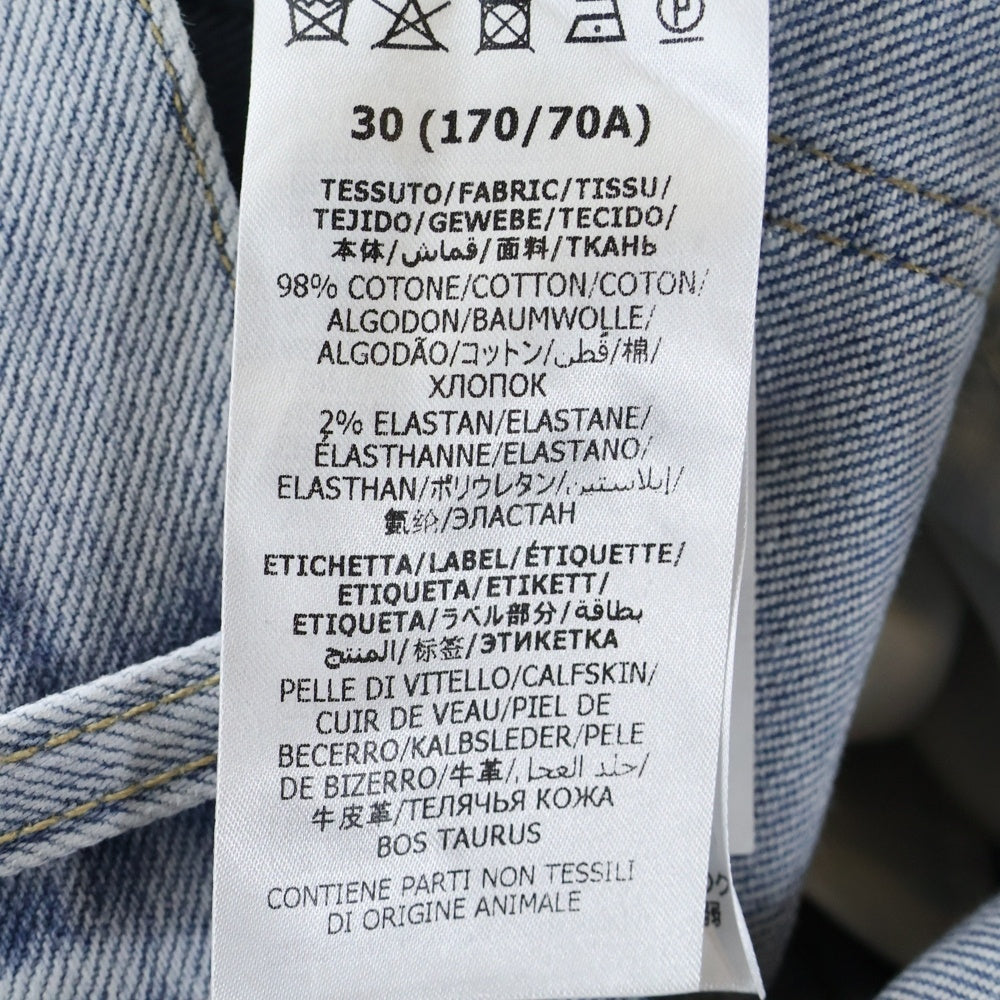 30 (170/70A)
TESSUTO/FABRIC/TISSU/
TEJIDO/GEWEBE/TECIDO/
本体/قماش/面料/ТКАНЬ
98% COTONE/COTTON/COTON/
ALGODON/BAUMWOLLE/
ALGODÃO/コットン/قطن/棉/
ХЛОПОК
2% ELASTAN/ELASTANE/
ÉLASTHANNE/ELASTANO/
ELASTHAN/ポリウレタン/إيلاستين/
氨纶/ЭЛАСТАН
ETICHETTA/LABEL/ÉTIQUETTE/
ETIQUETA/ETIKETT/
ETIQUETA/ラベル部分/بطاقة
المنتج/标签/ЭТИКЕТКА
PELLE DI VITELLO/CALFSKIN/
CUIR DE VEAU/PIEL DE
BECERRO/KALBSLEDER/PELE
DE BIZERRO/牛革/جلد العجل/
牛皮革/ТЕЛЯЧЬЯ КОЖА
BOS TAURUS
CONTIENE PARTI NON TESSILI
DI ORIGINE ANIMALE